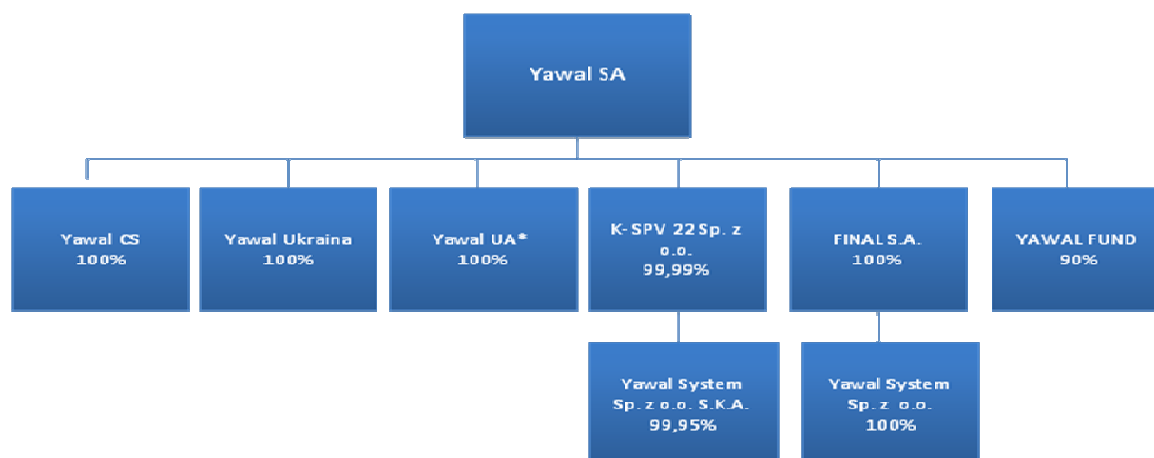 Yawal SA
Yawal CS
100%
Yawal Ukraina
100%
Yawal UA*
100%
K-SPV 22 Sp. z
o.o.
99,99%
FINAL S.A.
100%
YAWAL FUND
90%
Yawal System
Sp. z o.o. S.K.A.
99,95%
Yawal System
Sp. z o.o.
100%